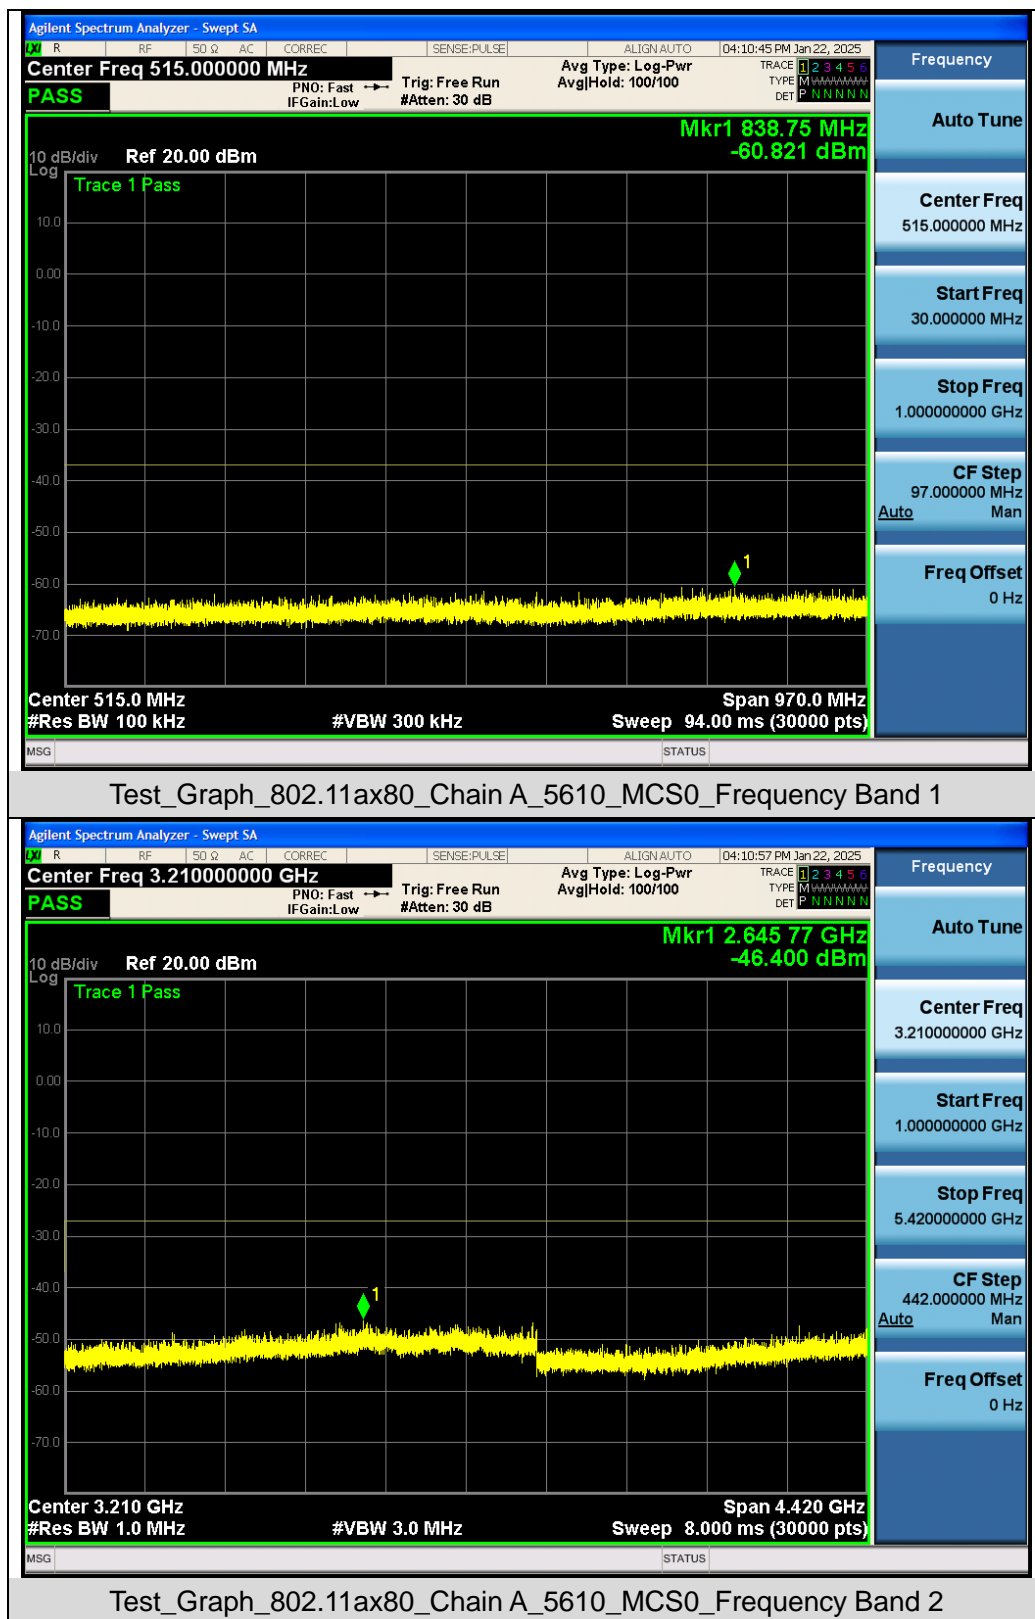 Agilent Spectrum Analyzer - Swept SA
LXI R RF 50 Ω AC CORREC SENSE:PULSE ALIGN AUTO 04:10:45 PM Jan 22, 2025
Center Freq 515.000000 MHz
PASS
PNO: Fast
IFGain:Low
Trig: Free Run
#Atten: 30 dB
Avg Type: Log-Pwr
Avg|Hold: 100/100
TRACE 1 2 3 4 5 6
TYPE M WWWWW
DET P N N N N N
Mkr1 838.75 MHz
-60.821 dBm
10 dB/div Ref 20.00 dBm
Log
Trace 1 Pass
10.0
0.00
-10.0
-20.0
-30.0
-40.0
-50.0
1
-60.0
-70.0
Center 515.0 MHz Span 970.0 MHz
#Res BW 100 kHz #VBW 300 kHz Sweep 94.00 ms (30000 pts)
MSG STATUS
Frequency
Auto Tune
Center Freq
515.000000 MHz
Start Freq
30.000000 MHz
Stop Freq
1.000000000 GHz
CF Step
97.000000 MHz
Auto Man
Freq Offset
0 Hz
Test_Graph_802.11ax80_Chain A_5610_MCS0_Frequency Band 1
Agilent Spectrum Analyzer - Swept SA
LXI R RF 50 Ω AC CORREC SENSE:PULSE ALIGN AUTO 04:10:57 PM Jan 22, 2025
Center Freq 3.210000000 GHz
PASS
PNO: Fast
IFGain:Low
Trig: Free Run
#Atten: 30 dB
Avg Type: Log-Pwr
Avg|Hold: 100/100
TRACE 1 2 3 4 5 6
TYPE M WWWWW
DET P N N N N N
Mkr1 2.645 77 GHz
-46.400 dBm
10 dB/div Ref 20.00 dBm
Log
Trace 1 Pass
10.0
0.00
-10.0
-20.0
-30.0
-40.0
1
-50.0
-60.0
-70.0
Center 3.210 GHz Span 4.420 GHz
#Res BW 1.0 MHz #VBW 3.0 MHz Sweep 8.000 ms (30000 pts)
MSG STATUS
Frequency
Auto Tune
Center Freq
3.210000000 GHz
Start Freq
1.000000000 GHz
Stop Freq
5.420000000 GHz
CF Step
442.000000 MHz
Auto Man
Freq Offset
0 Hz
Test_Graph_802.11ax80_Chain A_5610_MCS0_Frequency Band 2